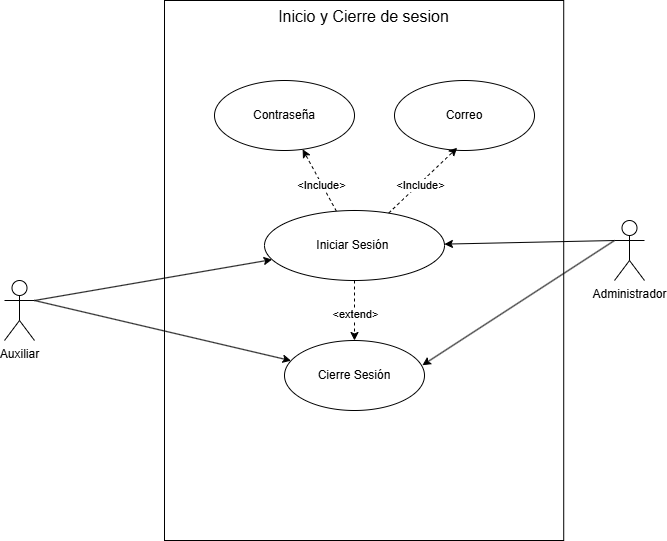 Inicio y Cierre de sesion
Contraseña
Correo
<Include>
<Include>
Iniciar Sesión
Administrador
<extend>
Auxiliar
Cierre Sesión